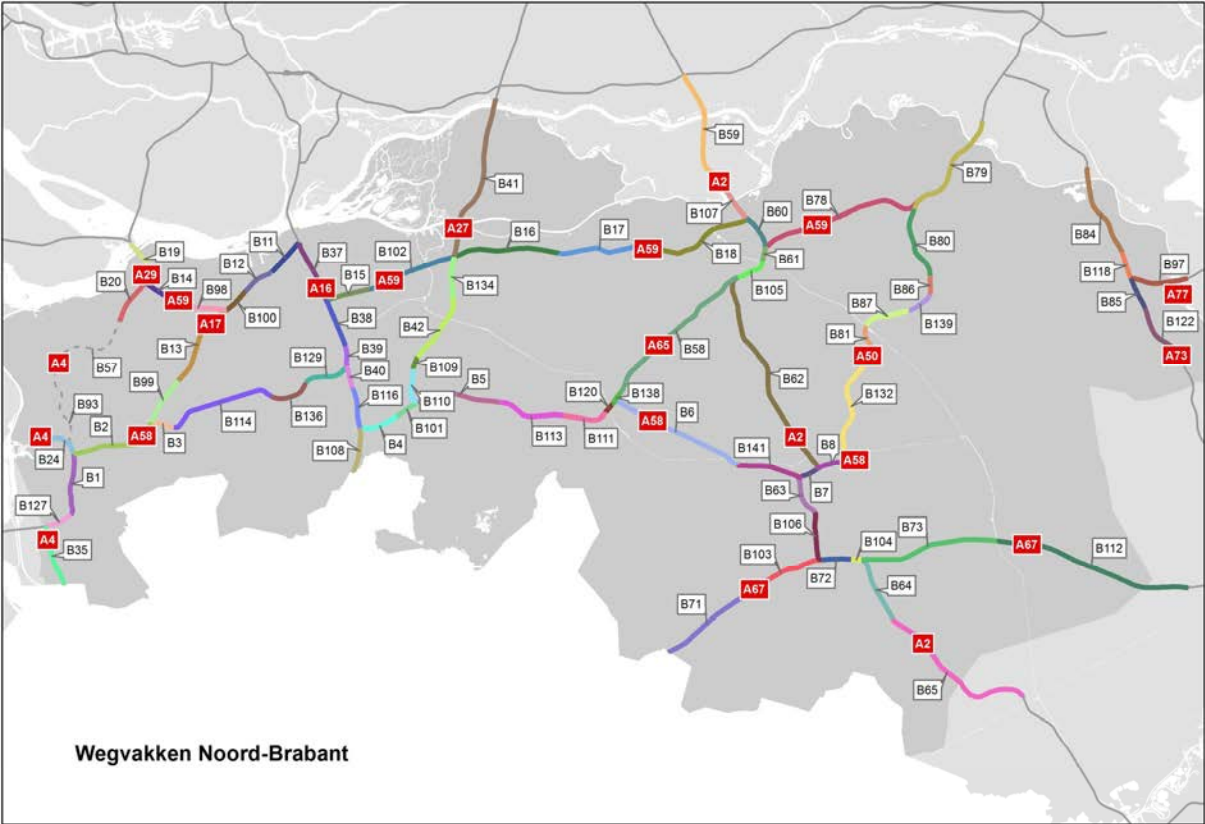 B59
A2
B41
B79
B107
B60
B78
A59
A27
B16
B17
A59
B18
B61
B80
B84
B19
B11
B37
B102
B12
A29
B14
B20
A59
B98
A16
B15
A59
B134
B105
B86
B118
B97
A77
B85
B87
B139
B122
A17
B100
B38
B42
A65
B58
B81
A50
A73
B13
A4
B57
B129
B39
B40
B109
B62
B132
B99
B5
B120
B138
B93
B2
B116
B110
B6
A58
B114
B136
B101
B113
B111
A4
A58
B3
B24
B108
B4
A2
B8
A58
B141
B1
B63
B7
B127
B106
B73
A4
B35
B103
B104
A67
B112
B72
A67
B64
B71
A2
B65
Wegvakken Noord-Brabant